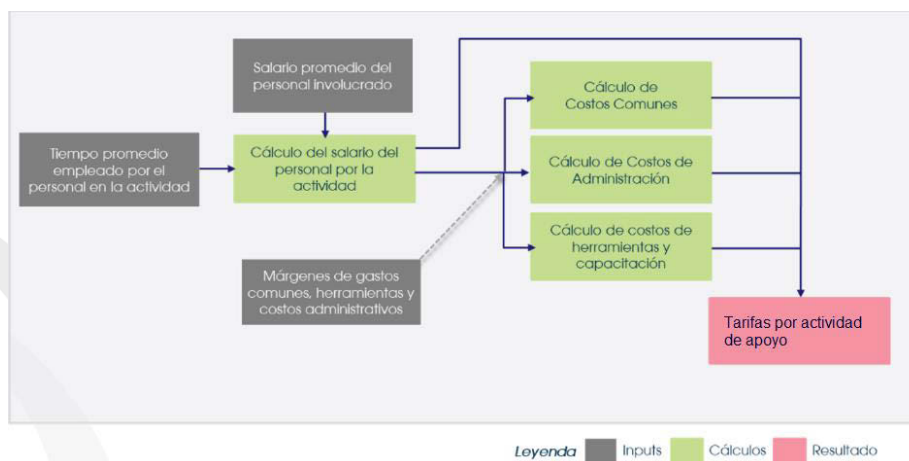 Salario promedio del
personal involucrado
Cálculo de
Costos Comunes
Tiempo promedio
empleado por el
personal en la actividad
Cálculo del salario del
personal por la
actividad
Cálculo de Costos de
Administración
Cálculo de costos de
herramientas y
capacitación
Márgenes de gastos
comunes, herramientas y
costos administrativos
Tarifas por actividad
de apoyo
Leyenda Inputs Cálculos Resultado